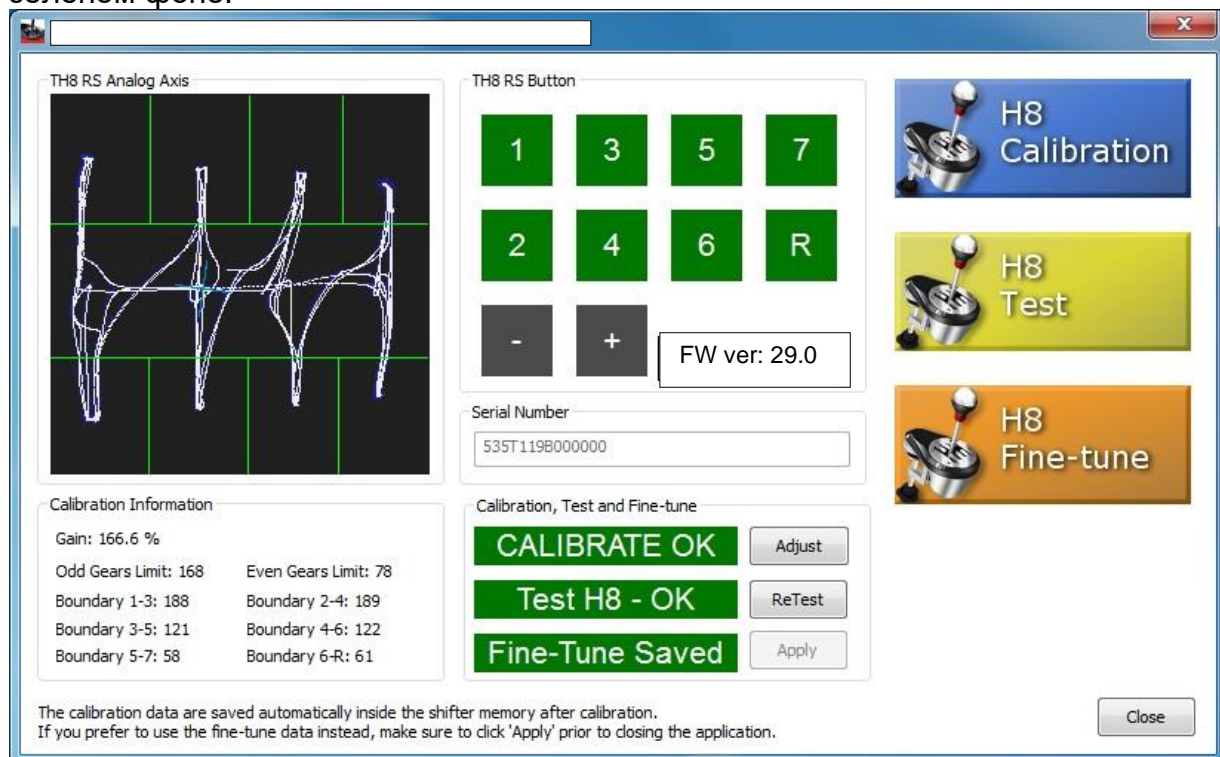 зеленом фоне.
TH8 RS Analog Axis
TH8 RS Button
1 3 5 7
2 4 6 R
- +
FW ver: 29.0
Serial Number
535T119B000000
Calibration Information
Gain: 166.6 %
Odd Gears Limit: 168 Even Gears Limit: 78
Boundary 1-3: 188 Boundary 2-4: 189
Boundary 3-5: 121 Boundary 4-6: 122
Boundary 5-7: 58 Boundary 6-R: 61
Calibration, Test and Fine-tune
CALIBRATE OK Adjust
Test H8 - OK ReTest
Fine-Tune Saved Apply
H8
Calibration
H8
Test
H8
Fine-tune
The calibration data are saved automatically inside the shifter memory after calibration.
If you prefer to use the fine-tune data instead, make sure to click 'Apply' prior to closing the application.
Close